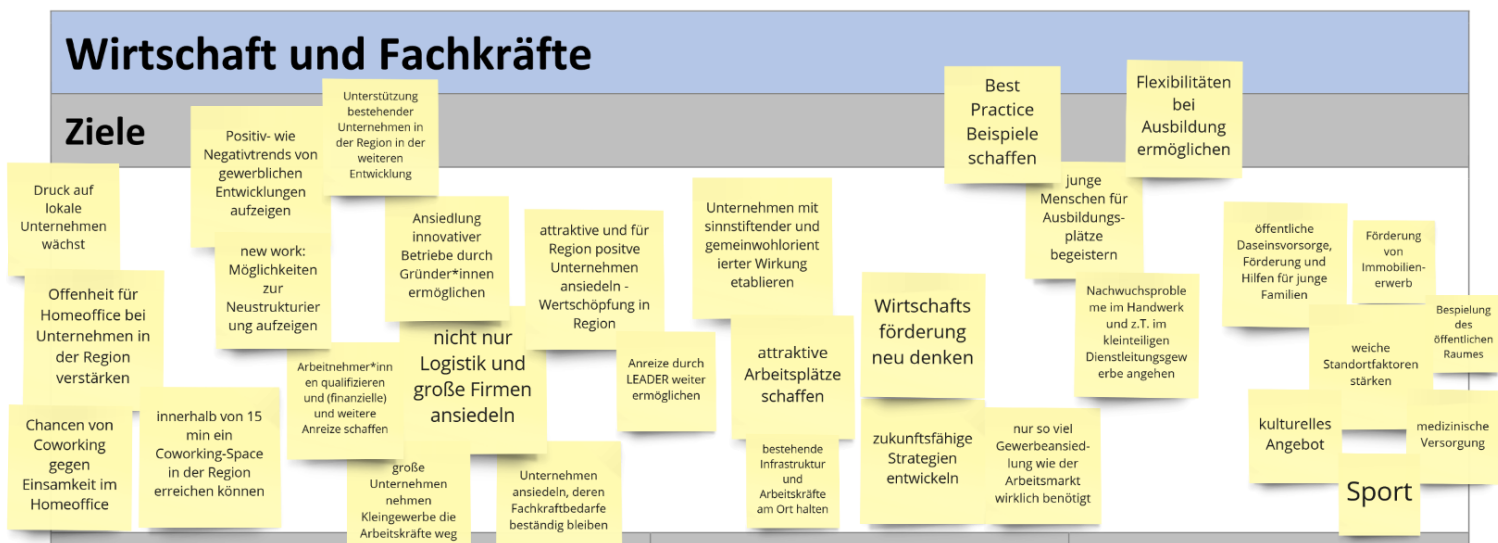 Wirtschaft und Fachkräfte
Ziele
Druck auf
lokale
Unternehmen
wächst
Positiv- wie
Negativtrends von
gewerblichen
Entwicklungen
aufzeigen
Unterstützung
bestehender
Unternehmen in
der Region in der
weiteren
Entwicklung
Offenheit für
Homeoffice bei
Unternehmen in
der Region
verstärken
new work:
Möglichkeiten
zur
Neustrukturier
ung aufzeigen
Chancen von
Coworking
gegen
Einsamkeit im
Homeoffice
innerhalb von 15
min ein
Coworking-Space
in der Region
erreichen können
Ansiedlung
innovativer
Betriebe durch
Gründer*innen
ermöglichen
Arbeitnehmer*inn
en qualifizieren
und (finanzielle)
und weitere
Anreize schaffen
nicht nur
Logistik und
große Firmen
ansiedeln
große
Unternehmen
nehmen
Kleingewerbe die
Arbeitskräfte weg
attraktive und für
Region positve
Unternehmen
ansiedeln -
Wertschöpfung in
Region
Unternehmen
ansiedeln, deren
Fachkraftbedarfe
beständig bleiben
Anreize durch
LEADER weiter
ermöglichen
Unternehmen mit
sinnstiftender und
gemeinwohlorient
ierter Wirkung
etablieren
attraktive
Arbeitsplätze
schaffen
bestehende
Infrastruktur
und
Arbeitskräfte
am Ort halten
Wirtschafts
förderung
neu denken
zukunftsfähige
Strategien
entwickeln
Best
Practice
Beispiele
schaffen
Flexibilitäten
bei
Ausbildung
ermöglichen
junge
Menschen für
Ausbildungs-
plätze
begeistern
Nachwuchsproble
me im Handwerk
und z.T. im
kleinteiligen
Dienstleitungsgew
erbe angehen
nur so viel
Gewerbeansied-
lung wie der
Arbeitsmarkt
wirklich benötigt
öffentliche
Daseinsvorsorge,
Förderung und
Hilfen für junge
Familien
Förderung
von
Immobilien-
erwerb
Bespielung
des
öffentlichen
Raumes
weiche
Standortfaktoren
stärken
kulturelles
Angebot
medizinische
Versorgung
Sport